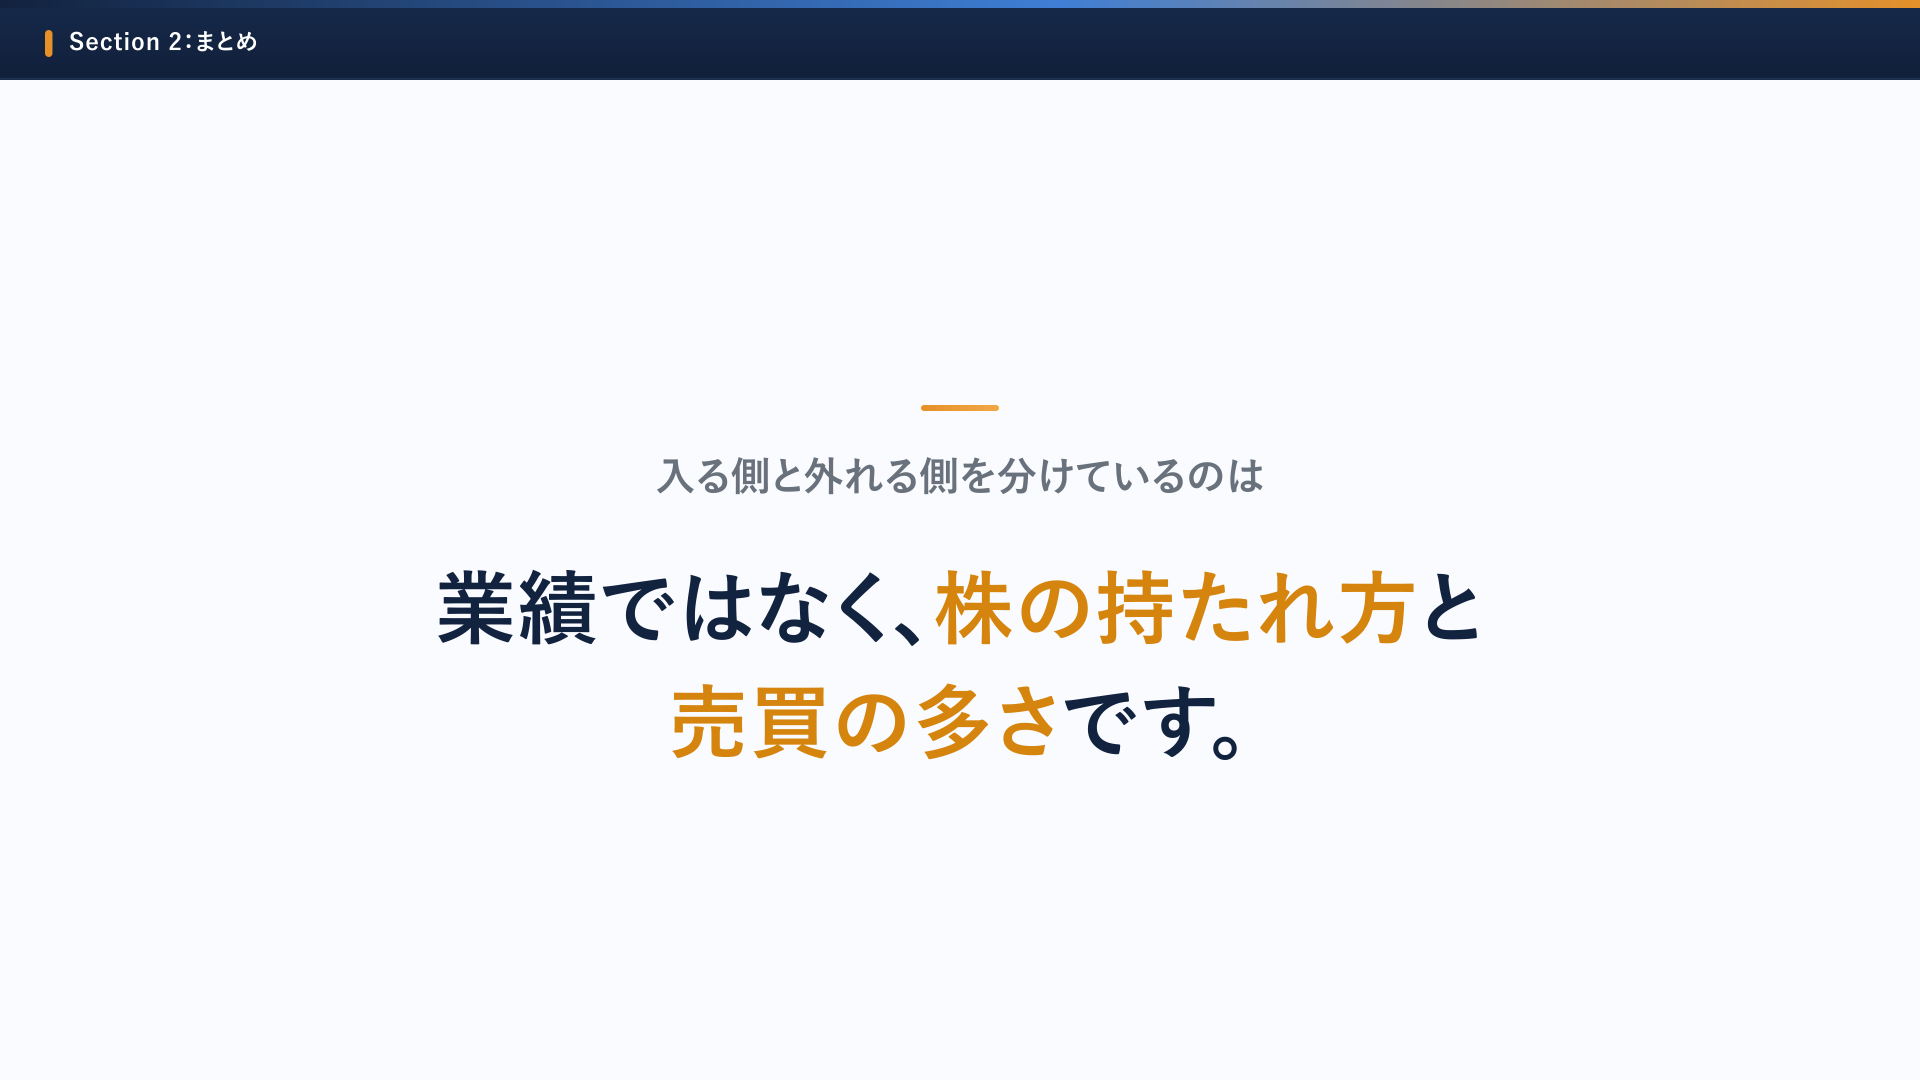 Section 2：まとめ
入る側と外れる側を分けているのは
業績ではなく、株の持たれ方と
売買の多さです。